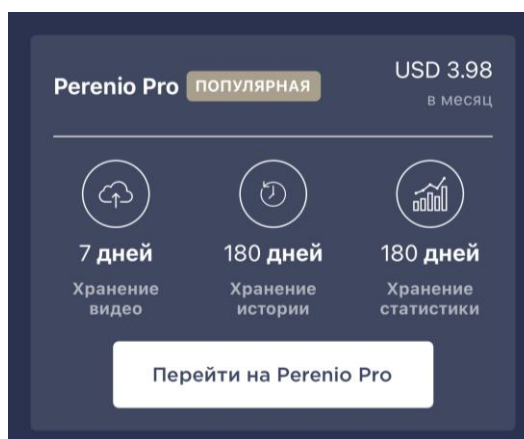 Perenio Pro ПОПУЛЯРНАЯ USD 3.98
в месяц
7 дней 180 дней 180 дней
Хранение Хранение Хранение
видео истории статистики
Перейти на Perenio Pro